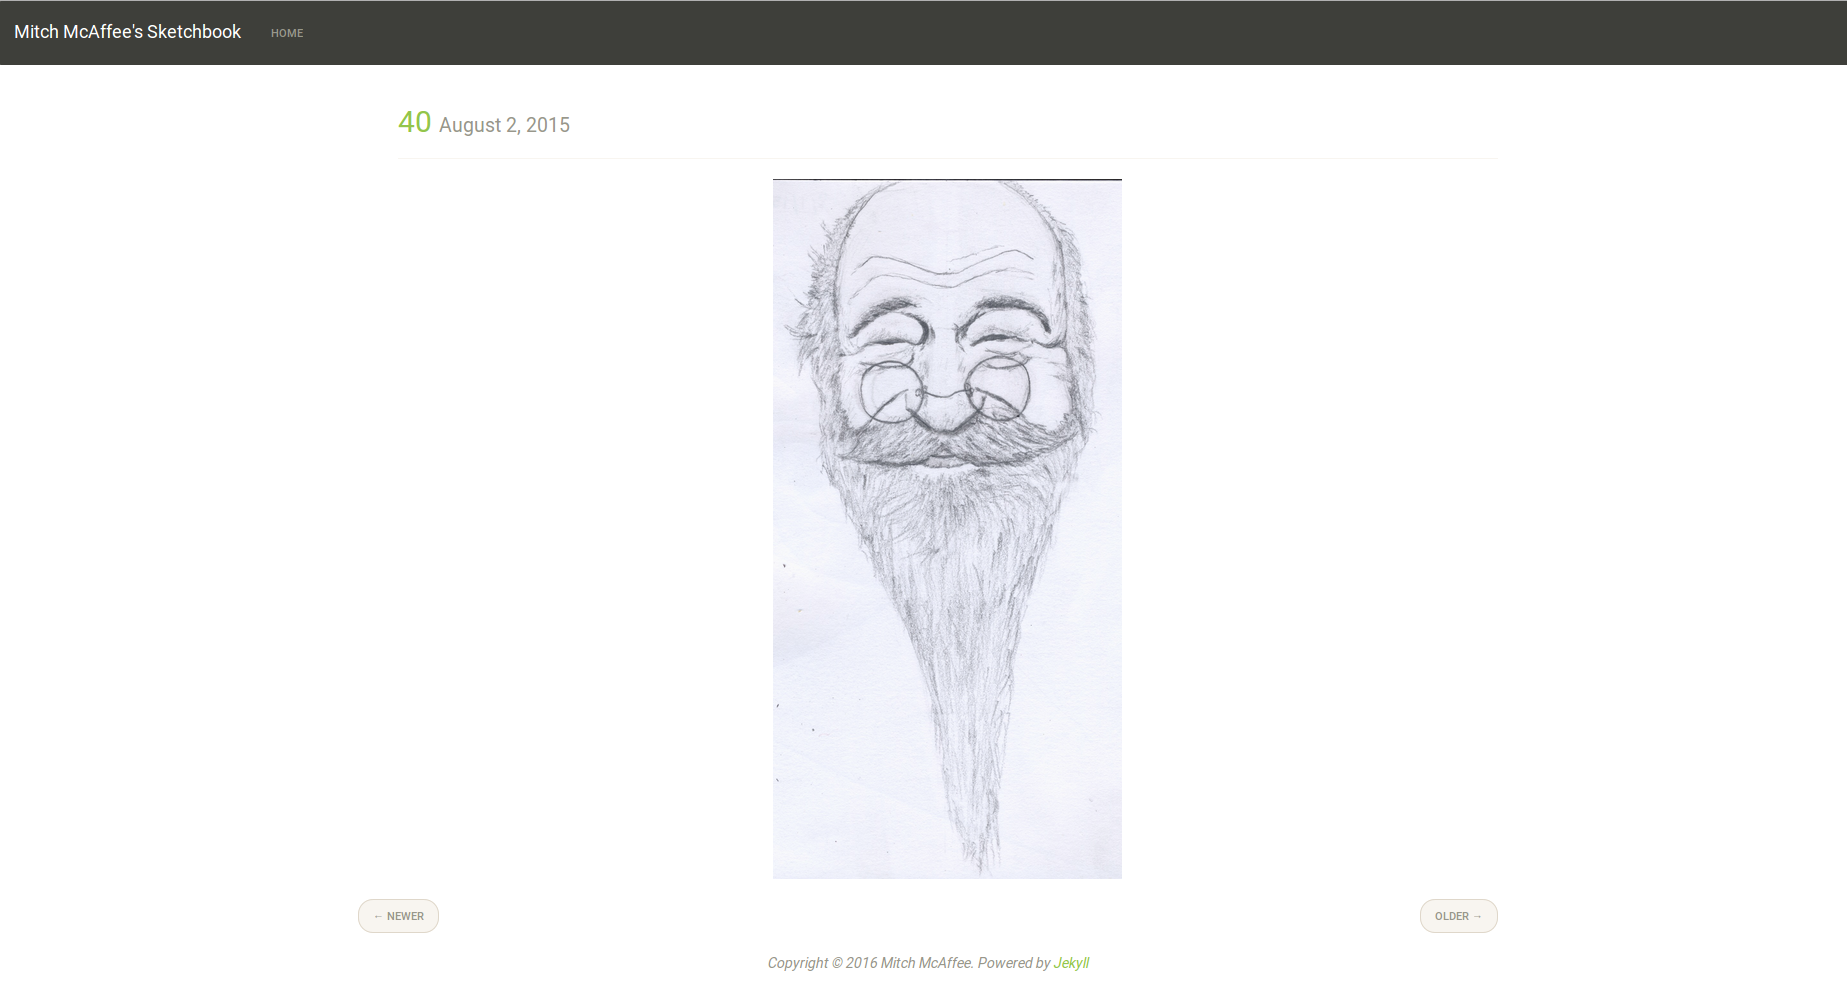 Mitch McAffee's Sketchbook HOME
40 August 2, 2015
← NEWER
OLDER →
Copyright © 2016 Mitch McAffee. Powered by Jekyll